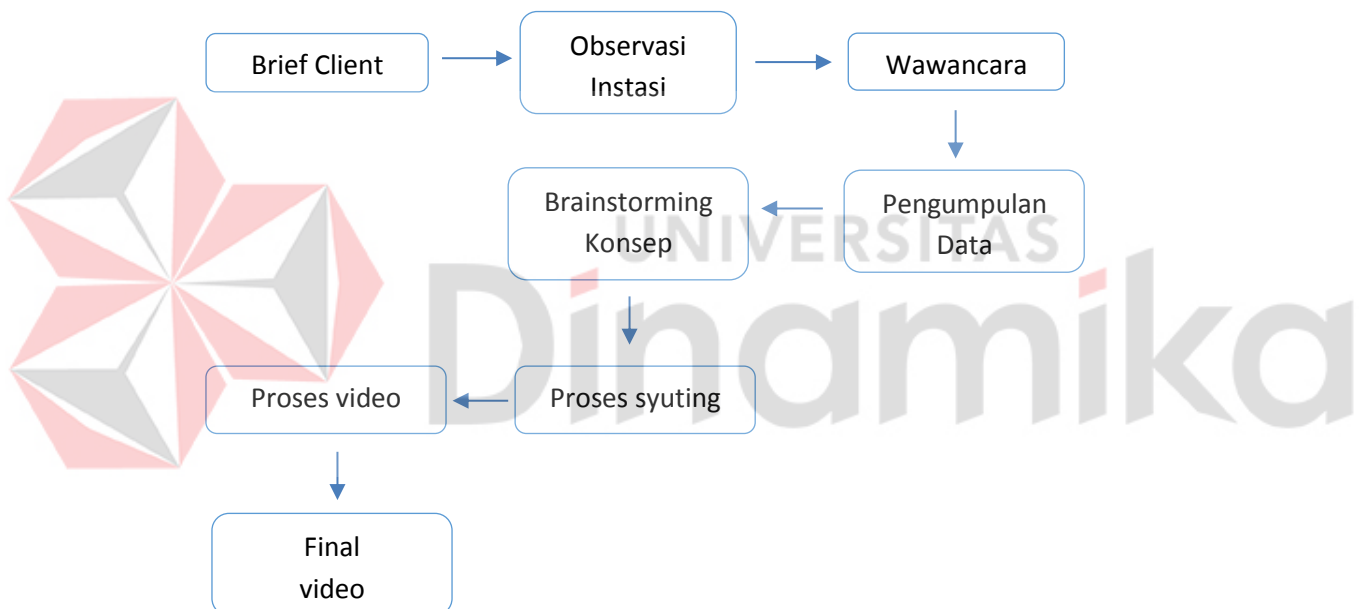 Brief Client
Observasi
Instasi
Wawancara
Brainstorming
Konsep
Pengumpulan
Data
UNIVERSITAS
Dinamika
Proses video
Proses syuting
Final
video